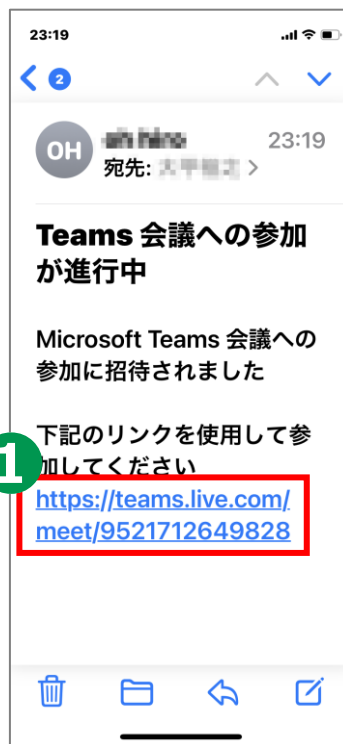 23:19
2
OH
23:19
宛先:
Teams 会議への参加
が進行中
Microsoft Teams 会議への
参加に招待されました
下記のリンクを使用して参
加してください
1
https://teams.live.com/
meet/9521712649828